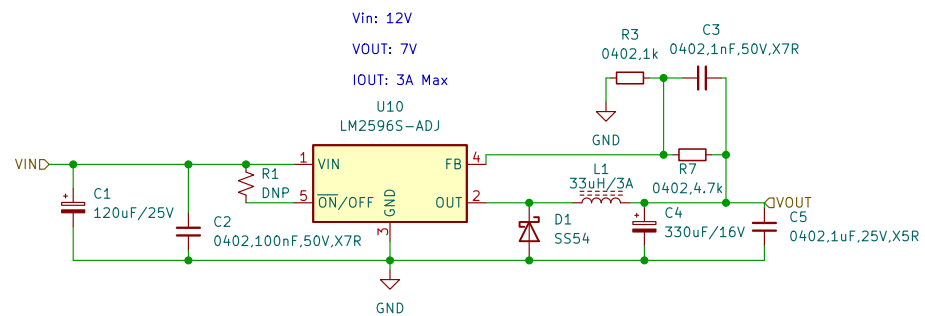 Vin: 12V
VOUT: 7V
IOUT: 3A Max
R3
0402,1k
C3
0402,1nF,50V,X7R
GND
U10
LM2596S-ADJ
VIN
1
VIN
FB
4
R1
DNP
5
ON/OFF
GND
3
OUT
2
R7
0402,4.7k
L1
33uH/3A
C1
120uF/25V
C2
0402,100nF,50V,X7R
D1
SS54
C4
330uF/16V
VOUT
C5
0402,1uF,25V,X5R
GND